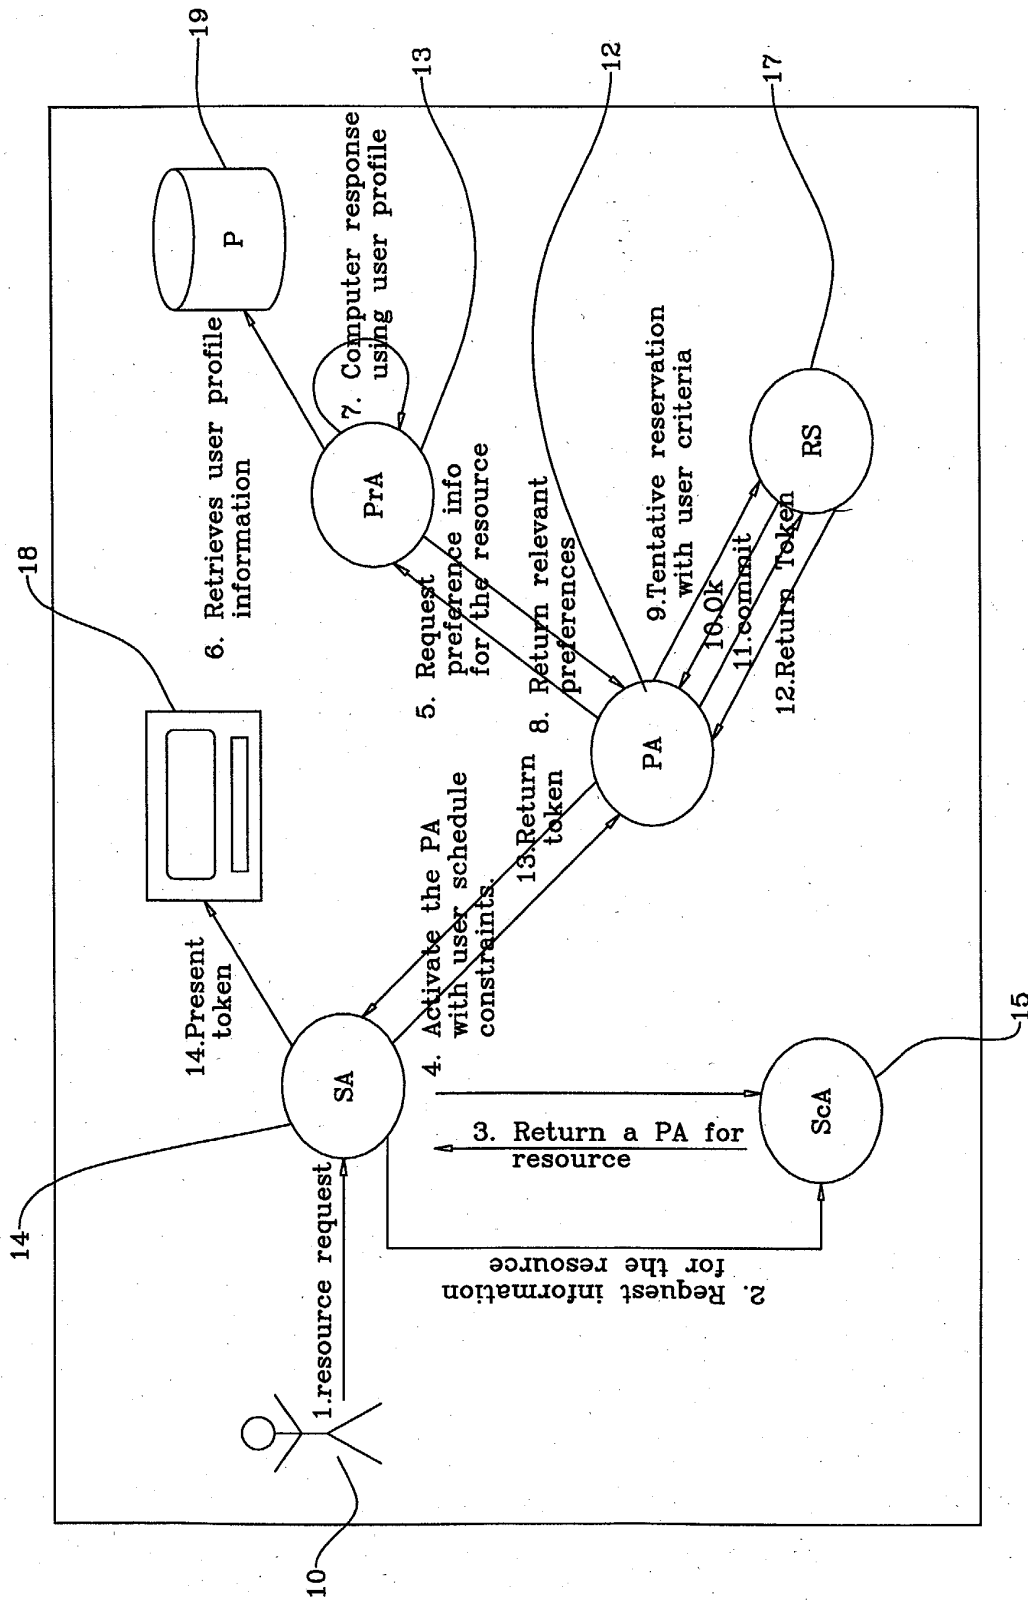 19
18
13
12
17
14
15
10
P
PrA
RS
PA
SA
ScA
1.resource request
2. Request information
for the resource
3. Return a PA for
resource
4. Activate the PA
with user schedule
constraints.
5. Request
preference info
for the resource
6. Retrieves user profile
information
7. Computer response
using user profile
8. Return relevant
preferences
9.Tentative reservation
with user criteria
10.Ok
11.commit
12.Return Token
13.Return
token
14.Present
token